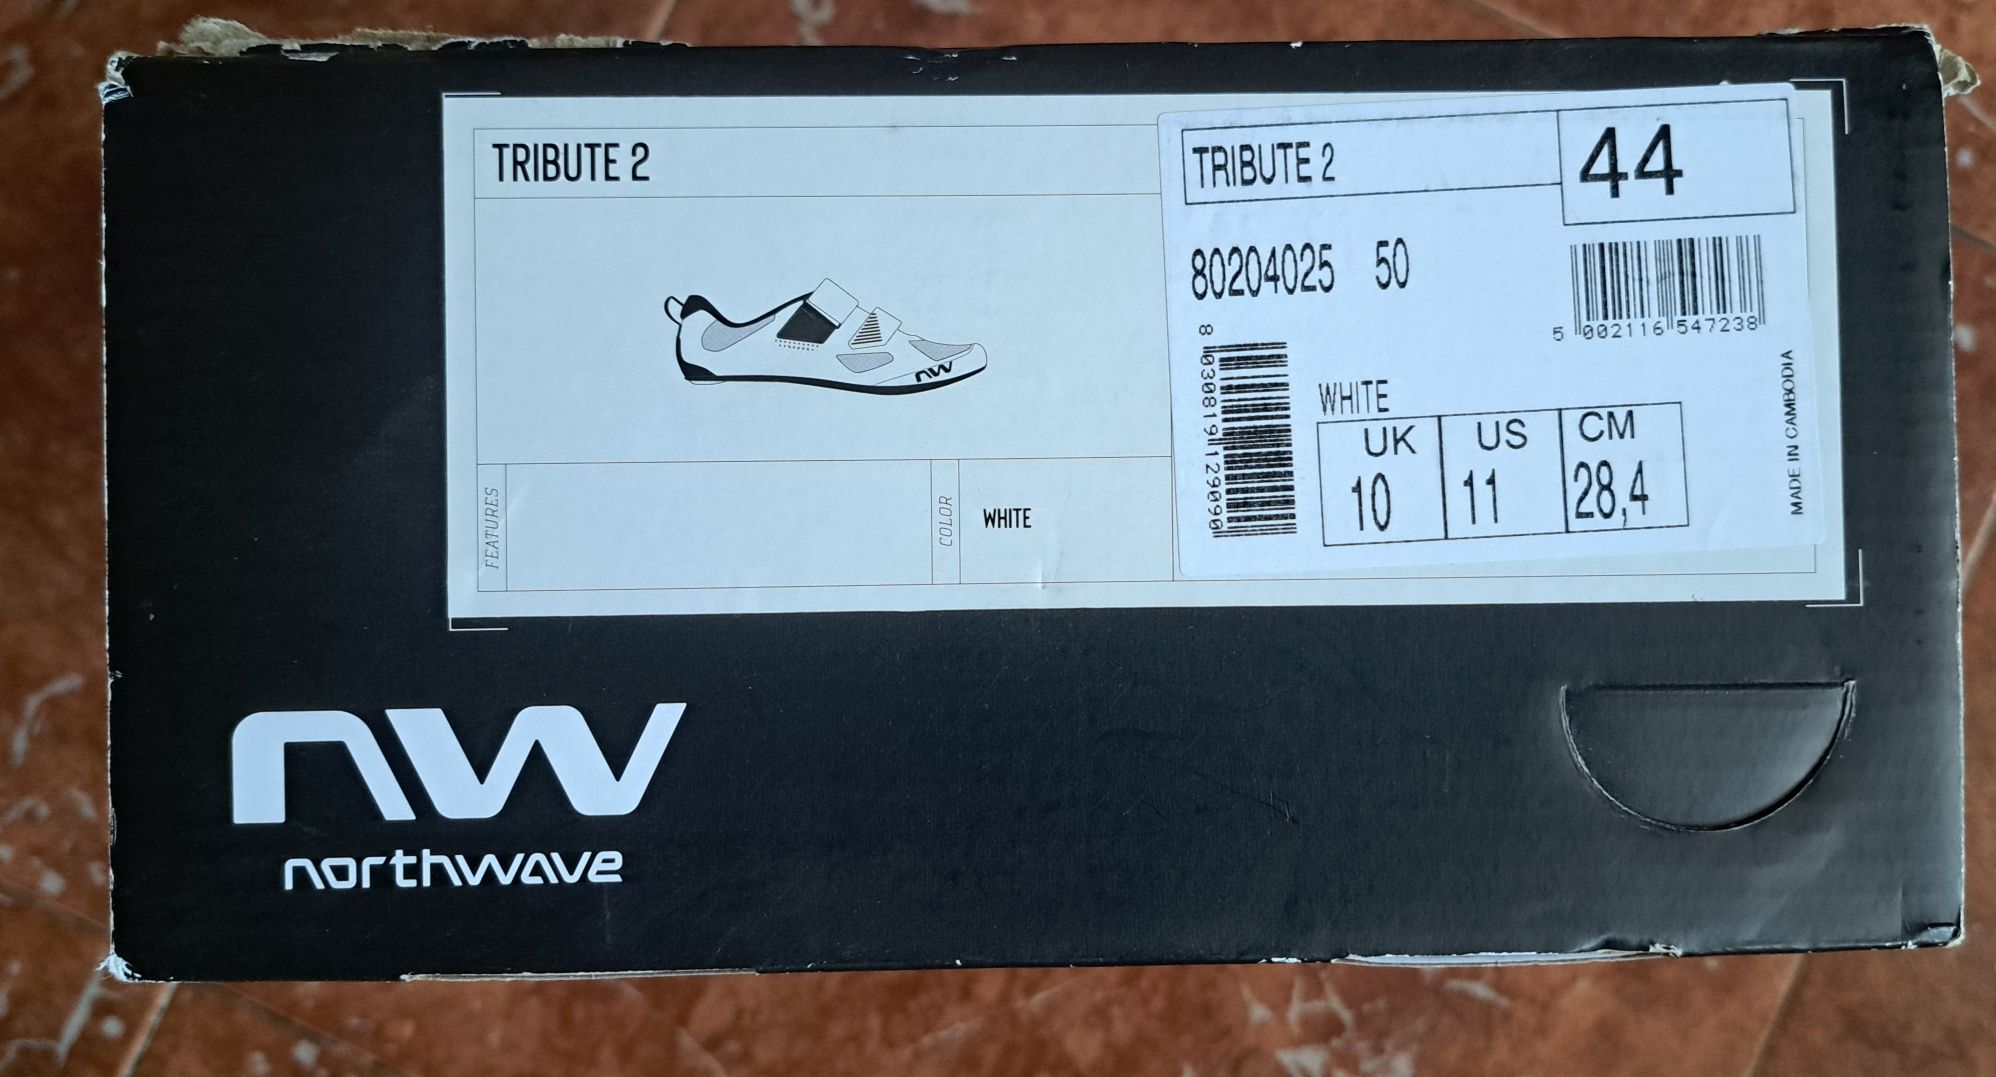 TRIBUTE 2
TRIBUTE 2
44
80204025 50
5 002116 547238
8 030819 129090
WHITE
UK US CM
10 11 28,4
MADE IN CAMBODIA
FEATURES
COLOR
WHITE
nw
nw
northwave